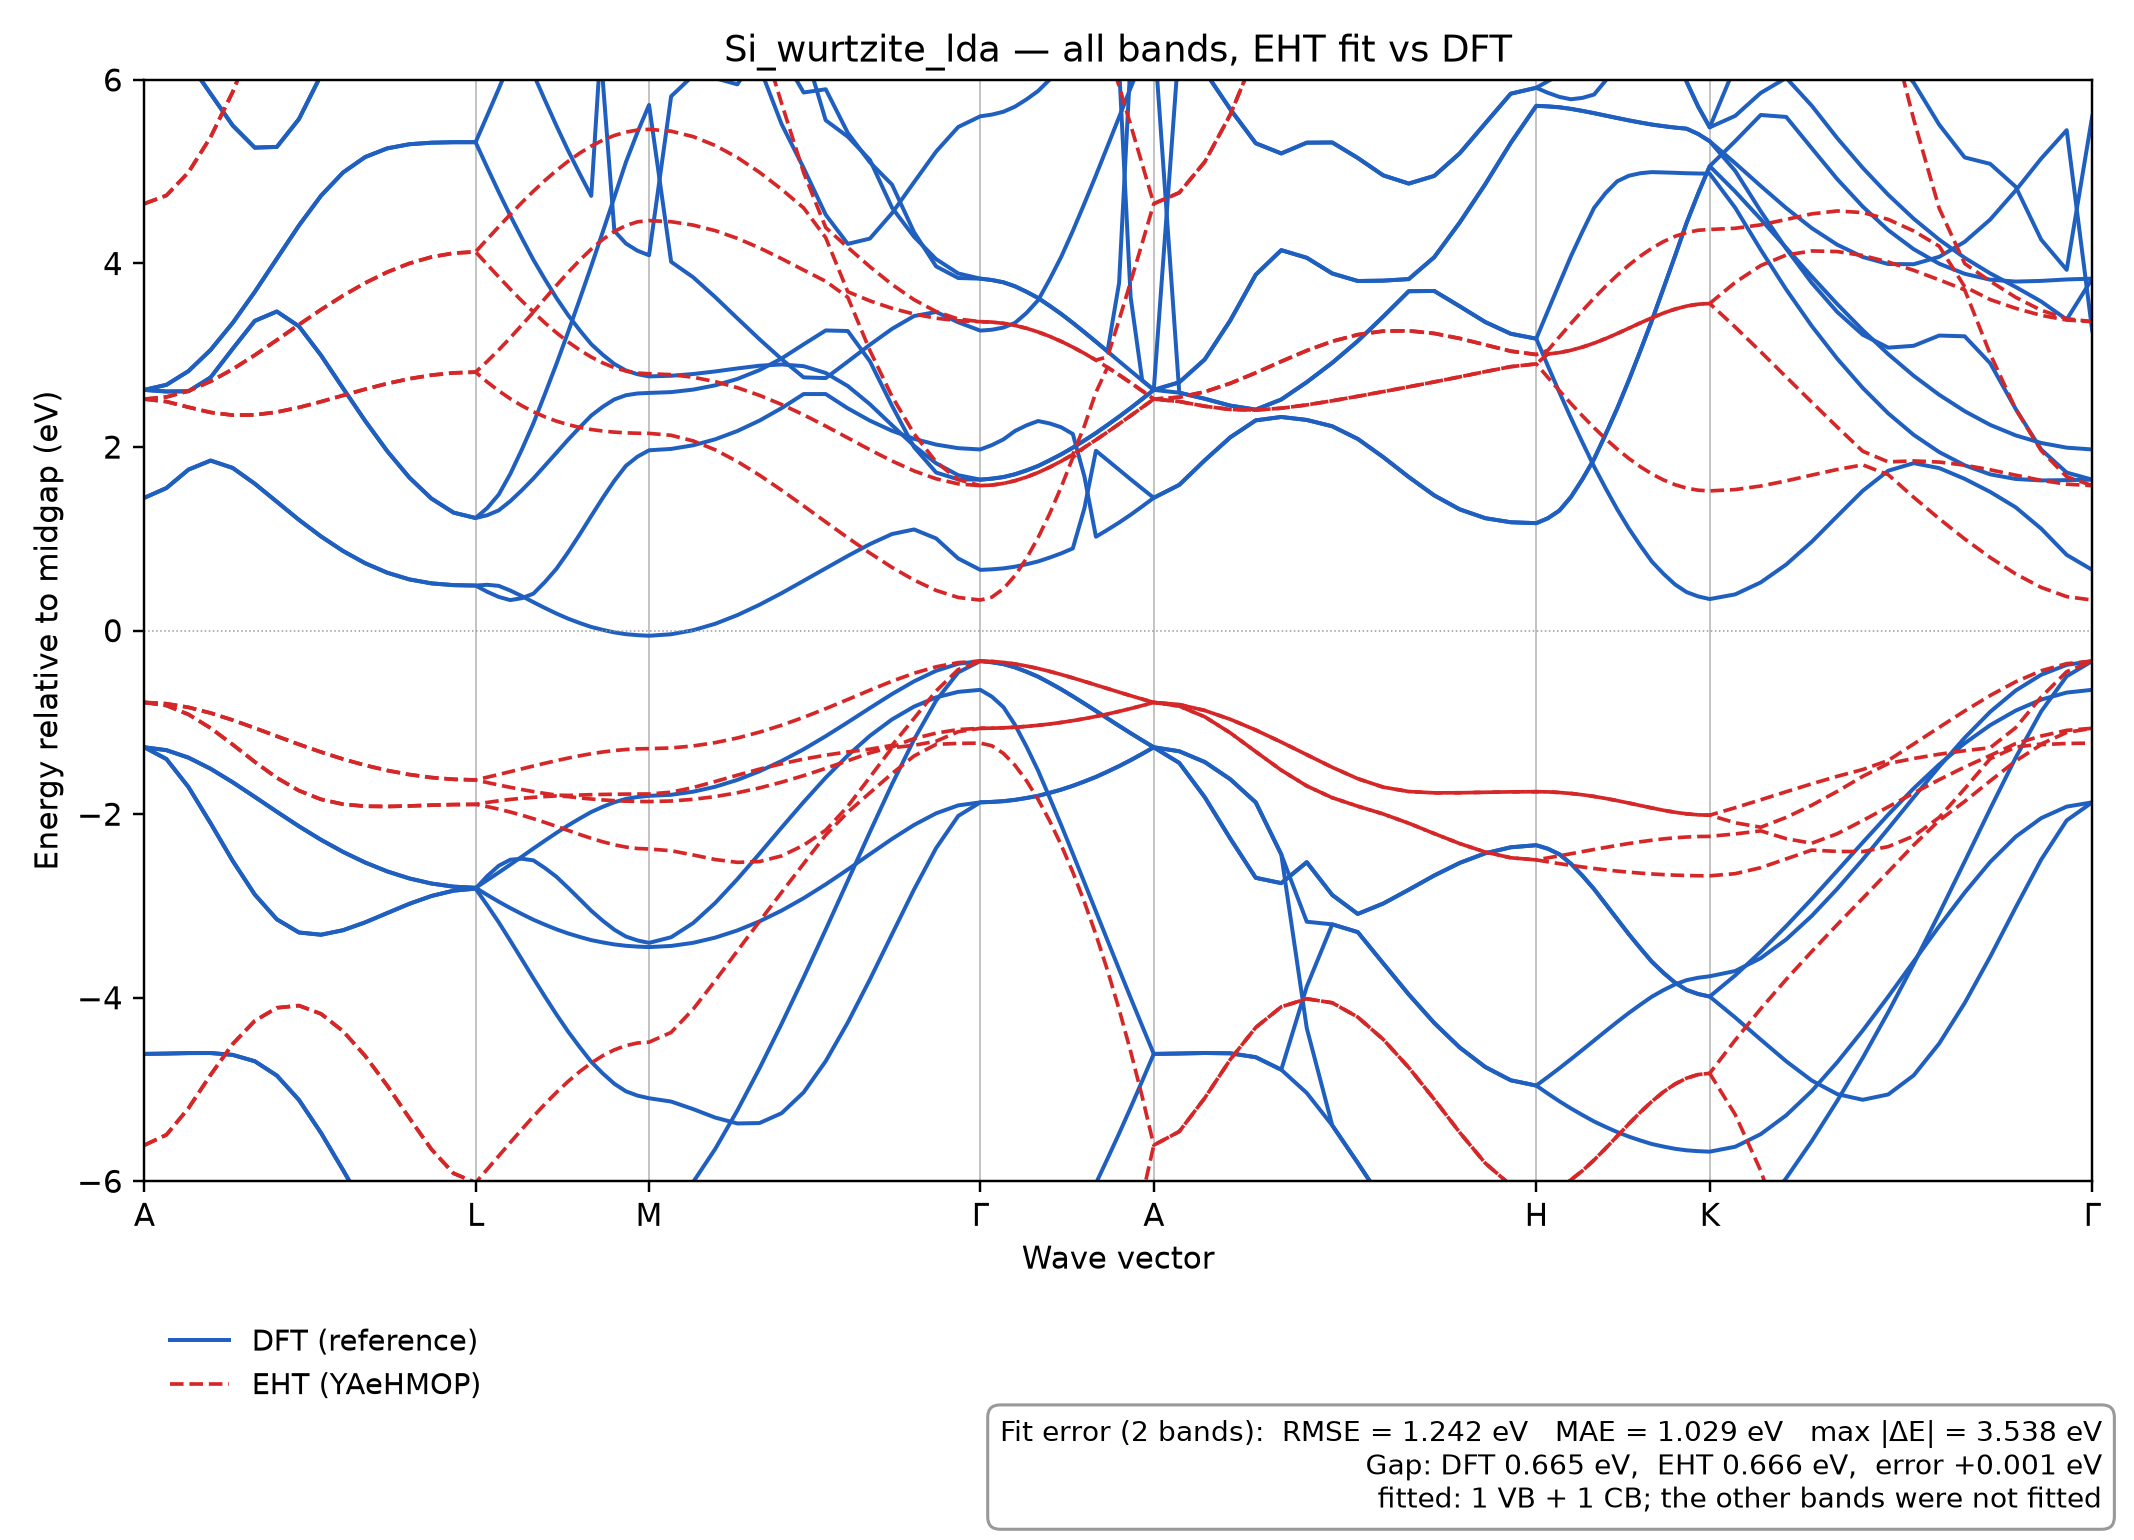 Si_wurtzite_lda — all bands, EHT fit vs DFT
Energy relative to midgap (eV)
6
4
2
0
−2
−4
−6
A L M Γ A H K Γ
Wave vector
DFT (reference)
EHT (YAeHMOP)
Fit error (2 bands): RMSE = 1.242 eV MAE = 1.029 eV max |ΔE| = 3.538 eV
Gap: DFT 0.665 eV, EHT 0.666 eV, error +0.001 eV
fitted: 1 VB + 1 CB; the other bands were not fitted